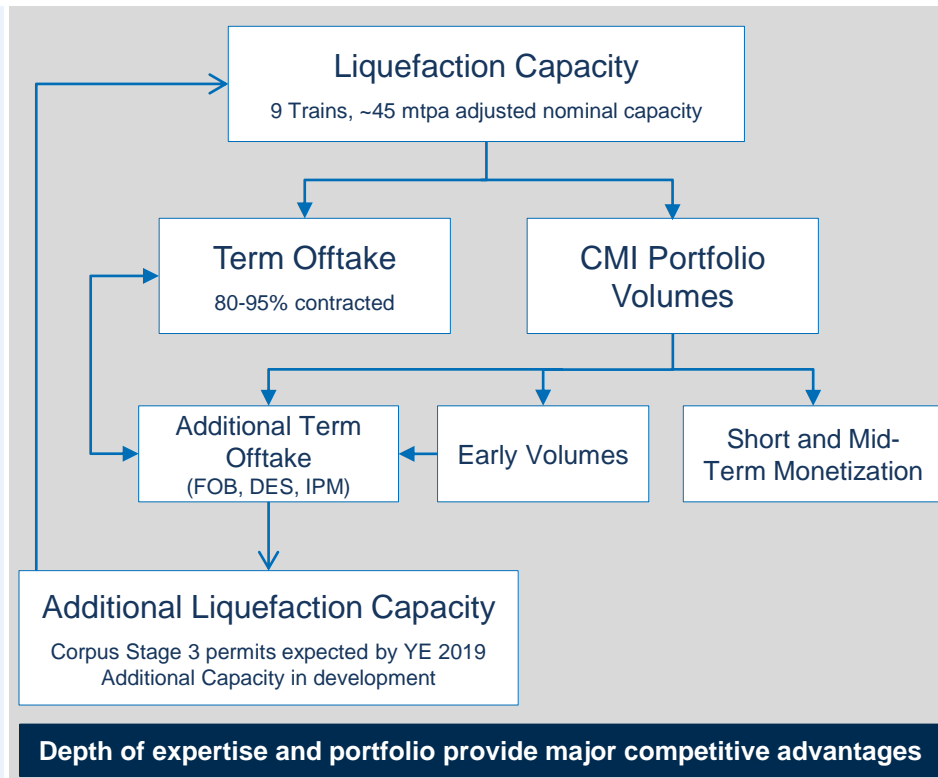 Liquefaction Capacity
9 Trains, ~45 mtpa adjusted nominal capacity
Term Offtake
80-95% contracted
CMI Portfolio
Volumes
Additional Term
Offtake
(FOB, DES, IPM)
Early Volumes
Short and Mid-
Term Monetization
Additional Liquefaction Capacity
Corpus Stage 3 permits expected by YE 2019
Additional Capacity in development
Depth of expertise and portfolio provide major competitive advantages